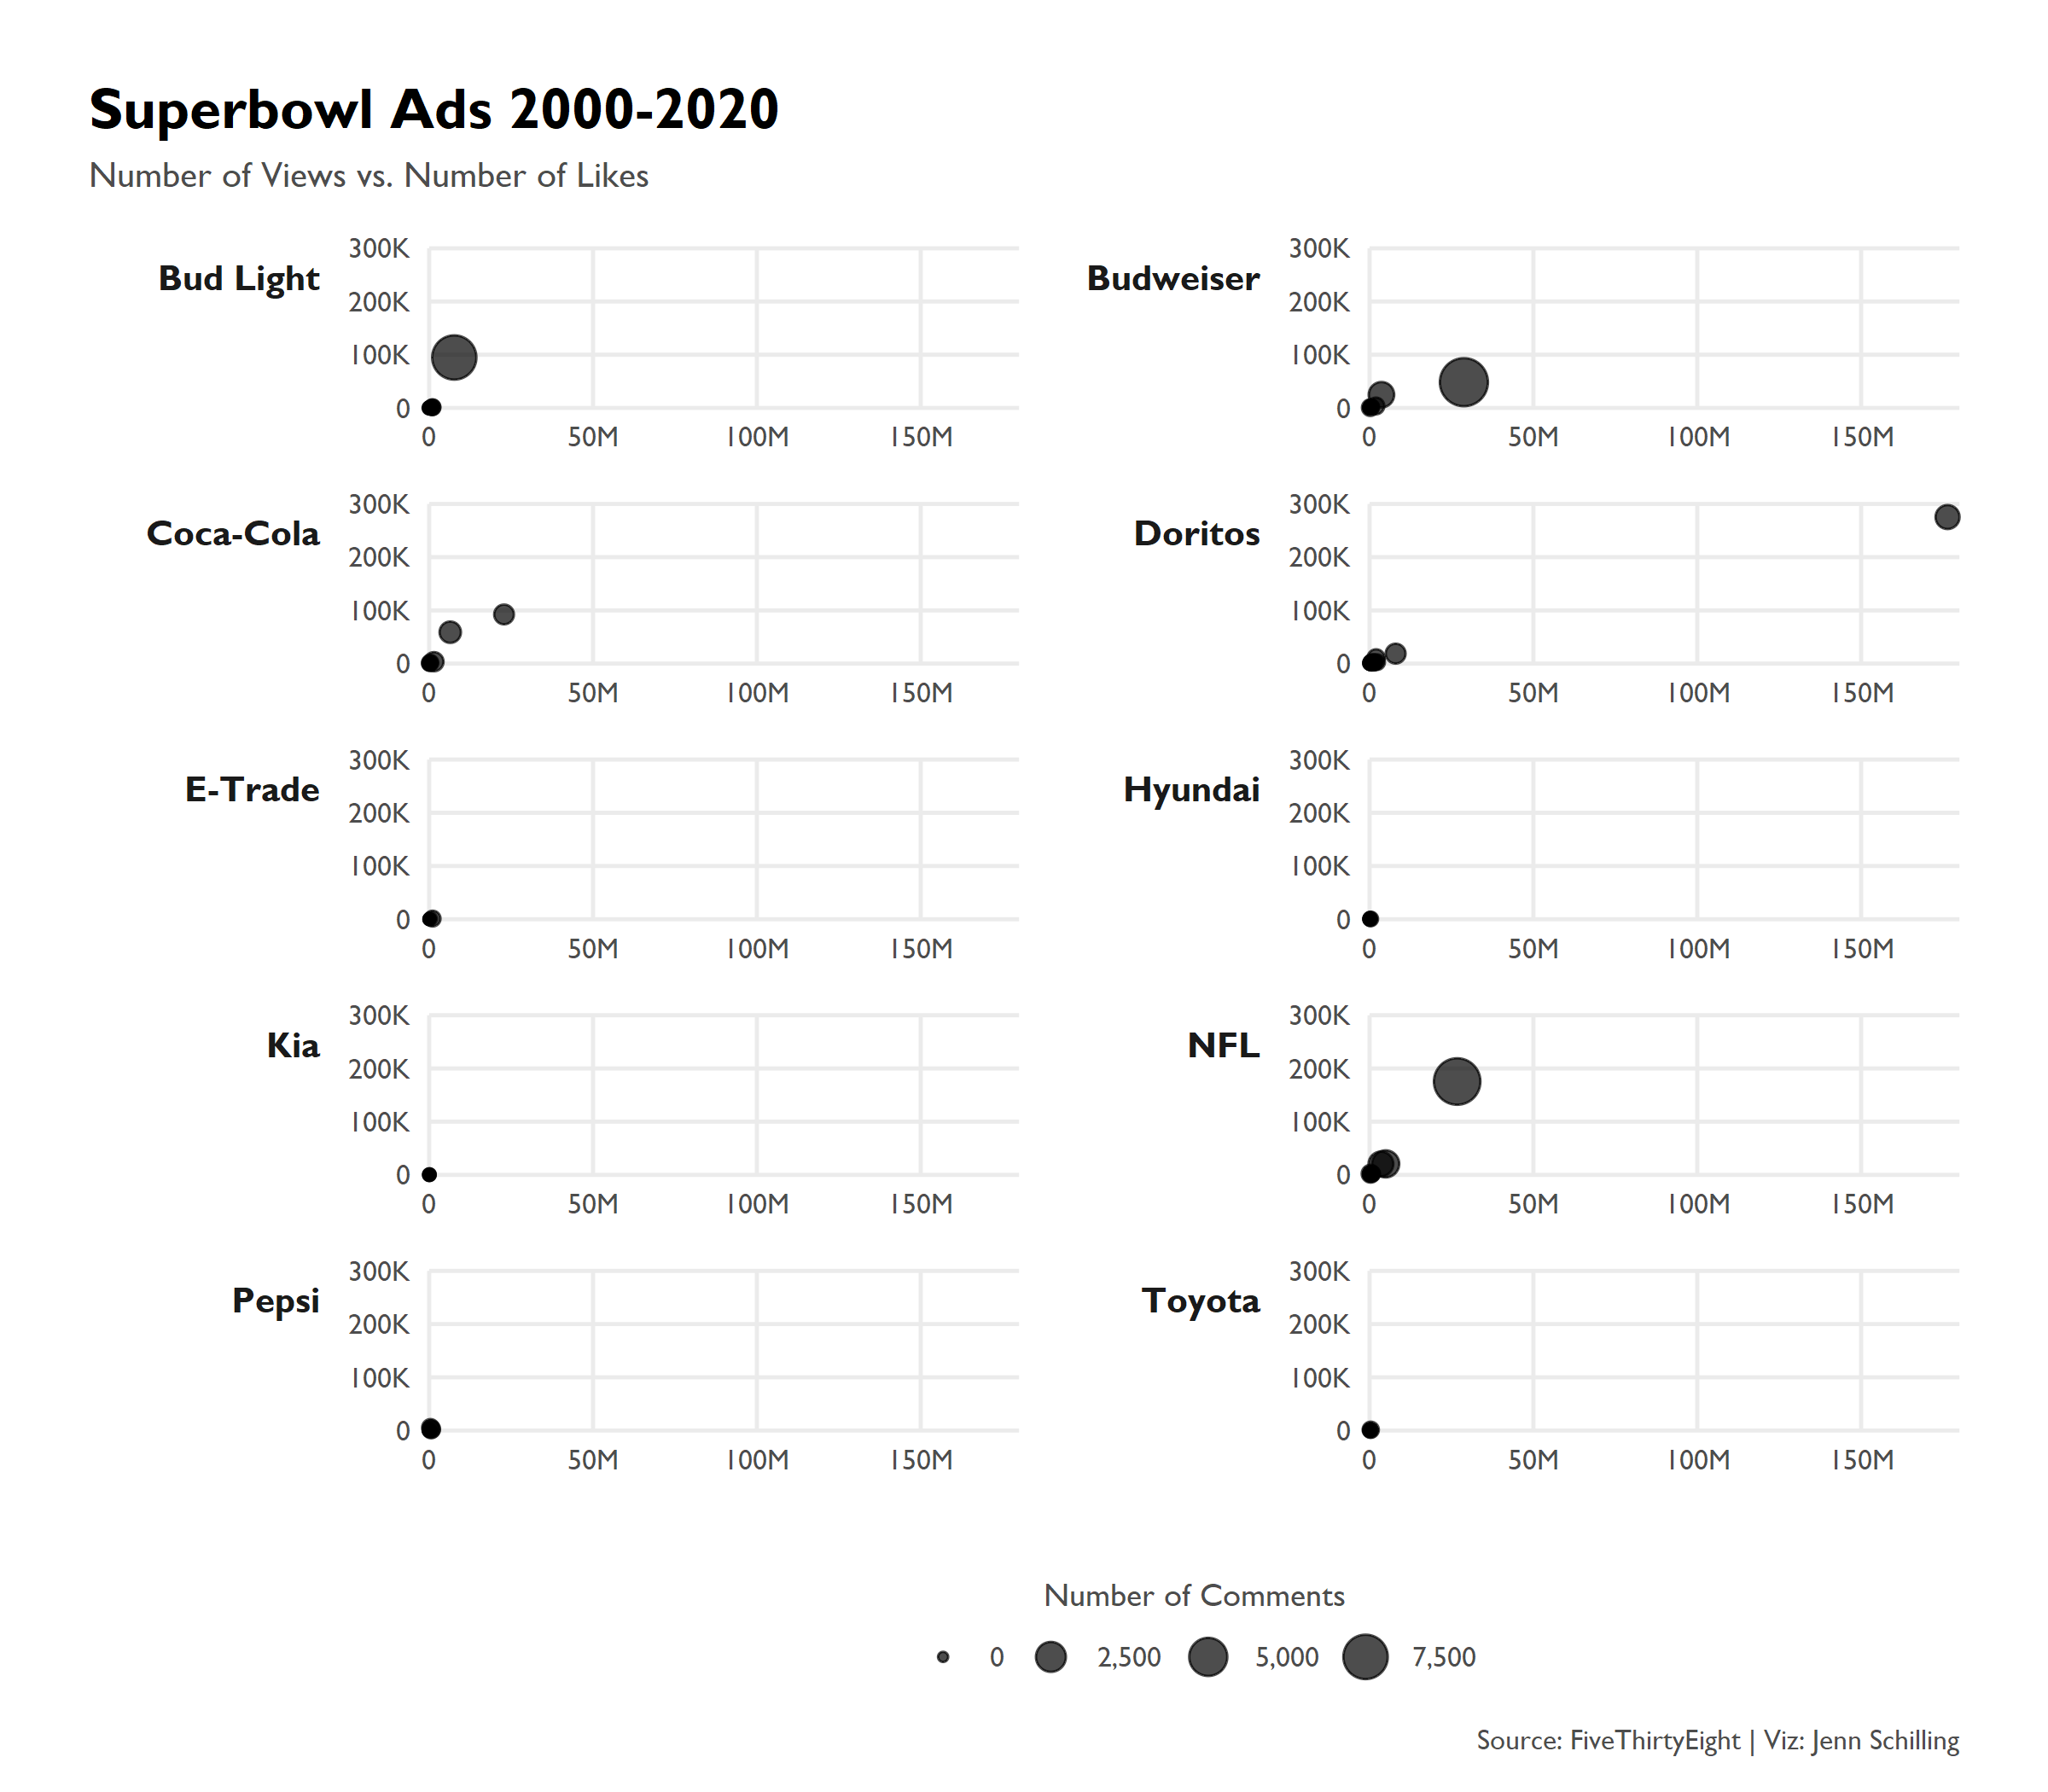 Superbowl Ads 2000-2020
Number of Views vs. Number of Likes
Bud Light
300K
200K
100K
0
0 50M 100M 150M
Budweiser
300K
200K
100K
0
0 50M 100M 150M
Coca-Cola
300K
200K
100K
0
0 50M 100M 150M
Doritos
300K
200K
100K
0
0 50M 100M 150M
E-Trade
300K
200K
100K
0
0 50M 100M 150M
Hyundai
300K
200K
100K
0
0 50M 100M 150M
Kia
300K
200K
100K
0
0 50M 100M 150M
NFL
300K
200K
100K
0
0 50M 100M 150M
Pepsi
300K
200K
100K
0
0 50M 100M 150M
Toyota
300K
200K
100K
0
0 50M 100M 150M
Number of Comments
0 2,500 5,000 7,500
Source: FiveThirtyEight | Viz: Jenn Schilling